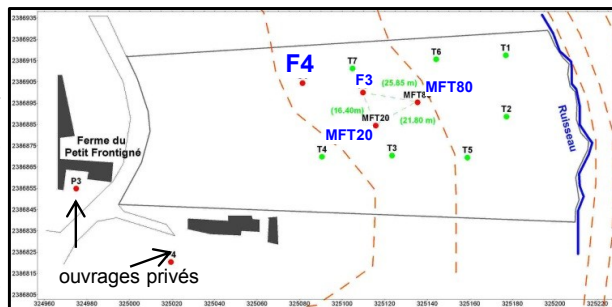 2386935
2386925
2386915
2386905
2386895
2386885
2386875
2386865
2386855
2386845
2386835
2386825
2386815
2386805
T7
T6
T1
F4
F3
(25.85 m)
MFT80
(16.40m)
MFT20
(21.80 m)
MFT20
T2
T4
T3
T5
Ruisseau
Ferme du
Petit Frontigné
P3
4
ouvrages privés
324960
324980
325000
325020
325040
325060
325080
325100
325120
325140
325160
325180
325200
325220